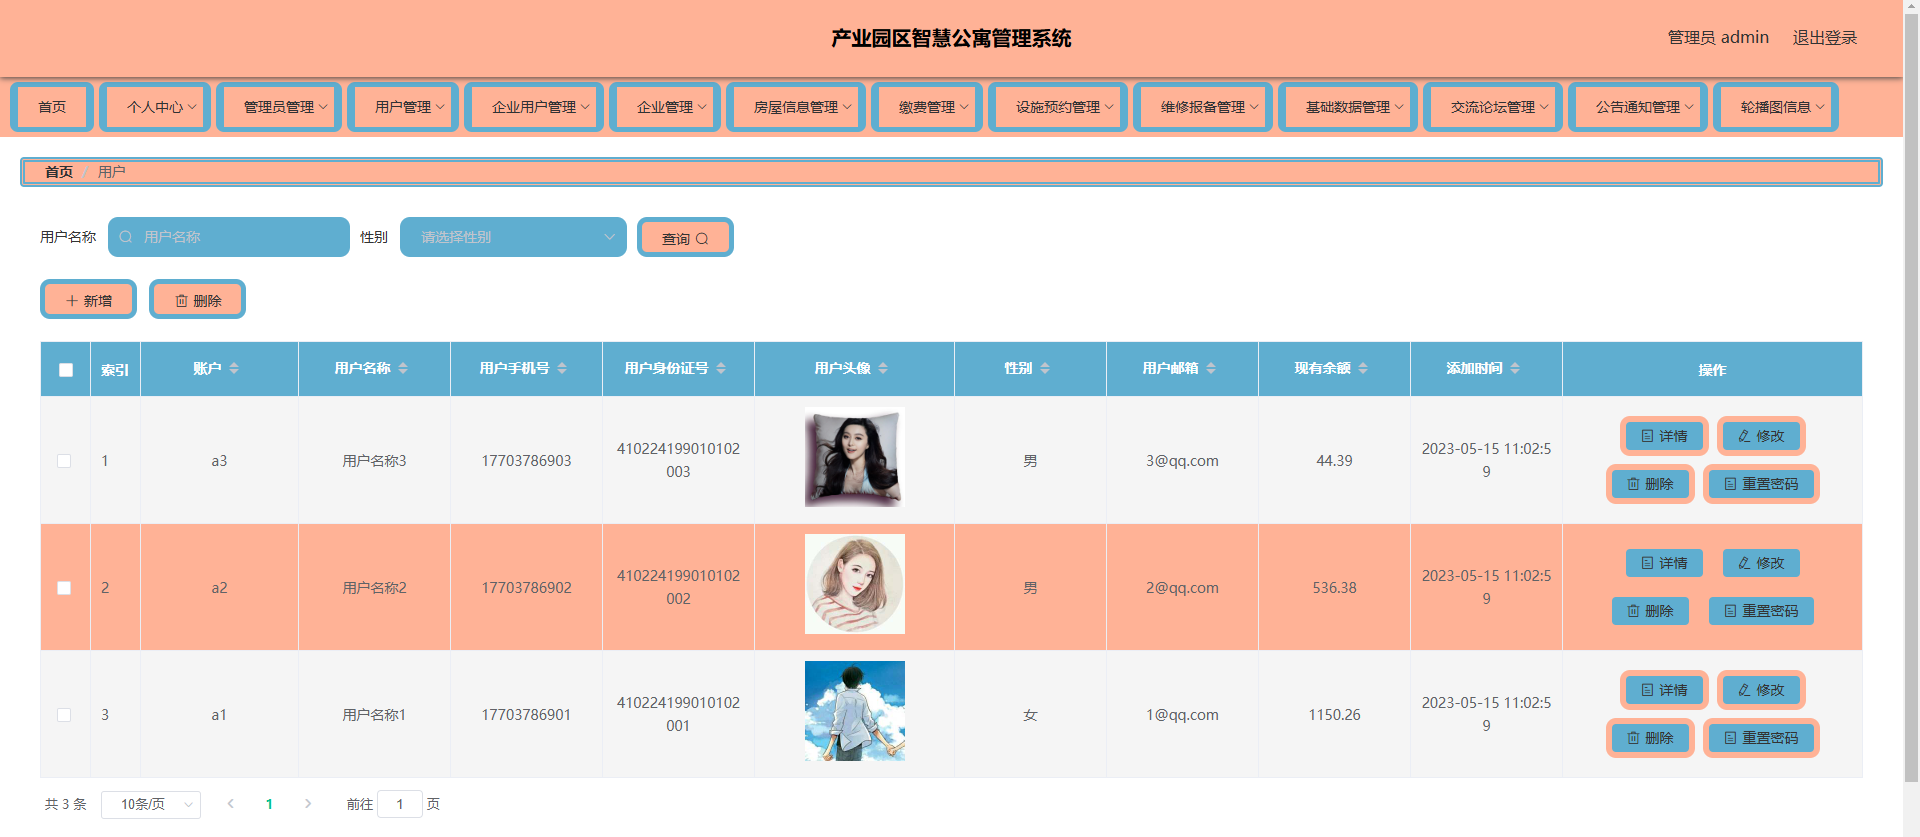 产业园区智慧公寓管理系统
管理员 admin 退出登录
首页 个人中心 管理员管理 用户管理 企业用户管理 企业管理 房屋信息管理 缴费管理 设施预约管理 维修报备管理 基础数据管理 交流论坛管理 公告通知管理 轮播图信息
首页 / 用户
用户名称 用户名称 性别 请选择性别 查询
新增 删除
索引 账户 用户名称 用户手机号 用户身份证号 用户头像 性别 用户邮箱 现有余额 添加时间 操作
1 a3 用户名称3 17703786903 410224199010102 男 3@qq.com 44.39 2023-05-15 11:02:5 详情 修改
003 9 删除 重置密码
2 a2 用户名称2 17703786902 410224199010102 男 2@qq.com 536.38 2023-05-15 11:02:5 详情 修改
002 9 删除 重置密码
3 a1 用户名称1 17703786901 410224199010102 女 1@qq.com 1150.26 2023-05-15 11:02:5 详情 修改
001 9 删除 重置密码
共 3 条 10条/页 1 前往 1 页